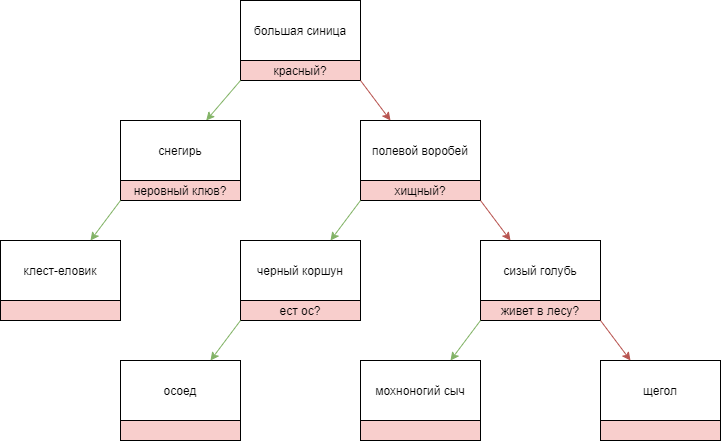 большая синица
красный?
снегирь
неровный клюв?
полевой воробей
хищный?
клест-еловик
черный коршун
ест ос?
сизый голубь
живет в лесу?
осоед
мохноногий сыч
щегол